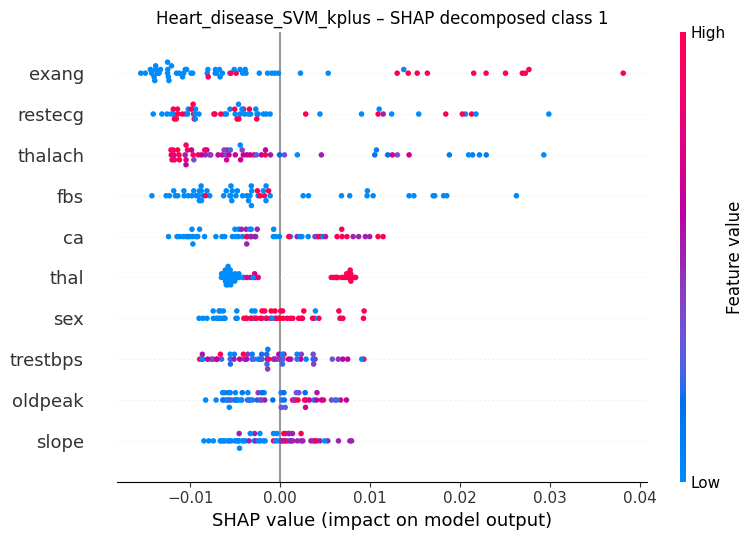 Heart_disease_SVM_kplus – SHAP decomposed class 1
High
exang
restecg
thalach
fbs
ca
thal
sex
trestbps
oldpeak
slope
Feature value
Low
−0.01 0.00 0.01 0.02 0.03 0.04
SHAP value (impact on model output)